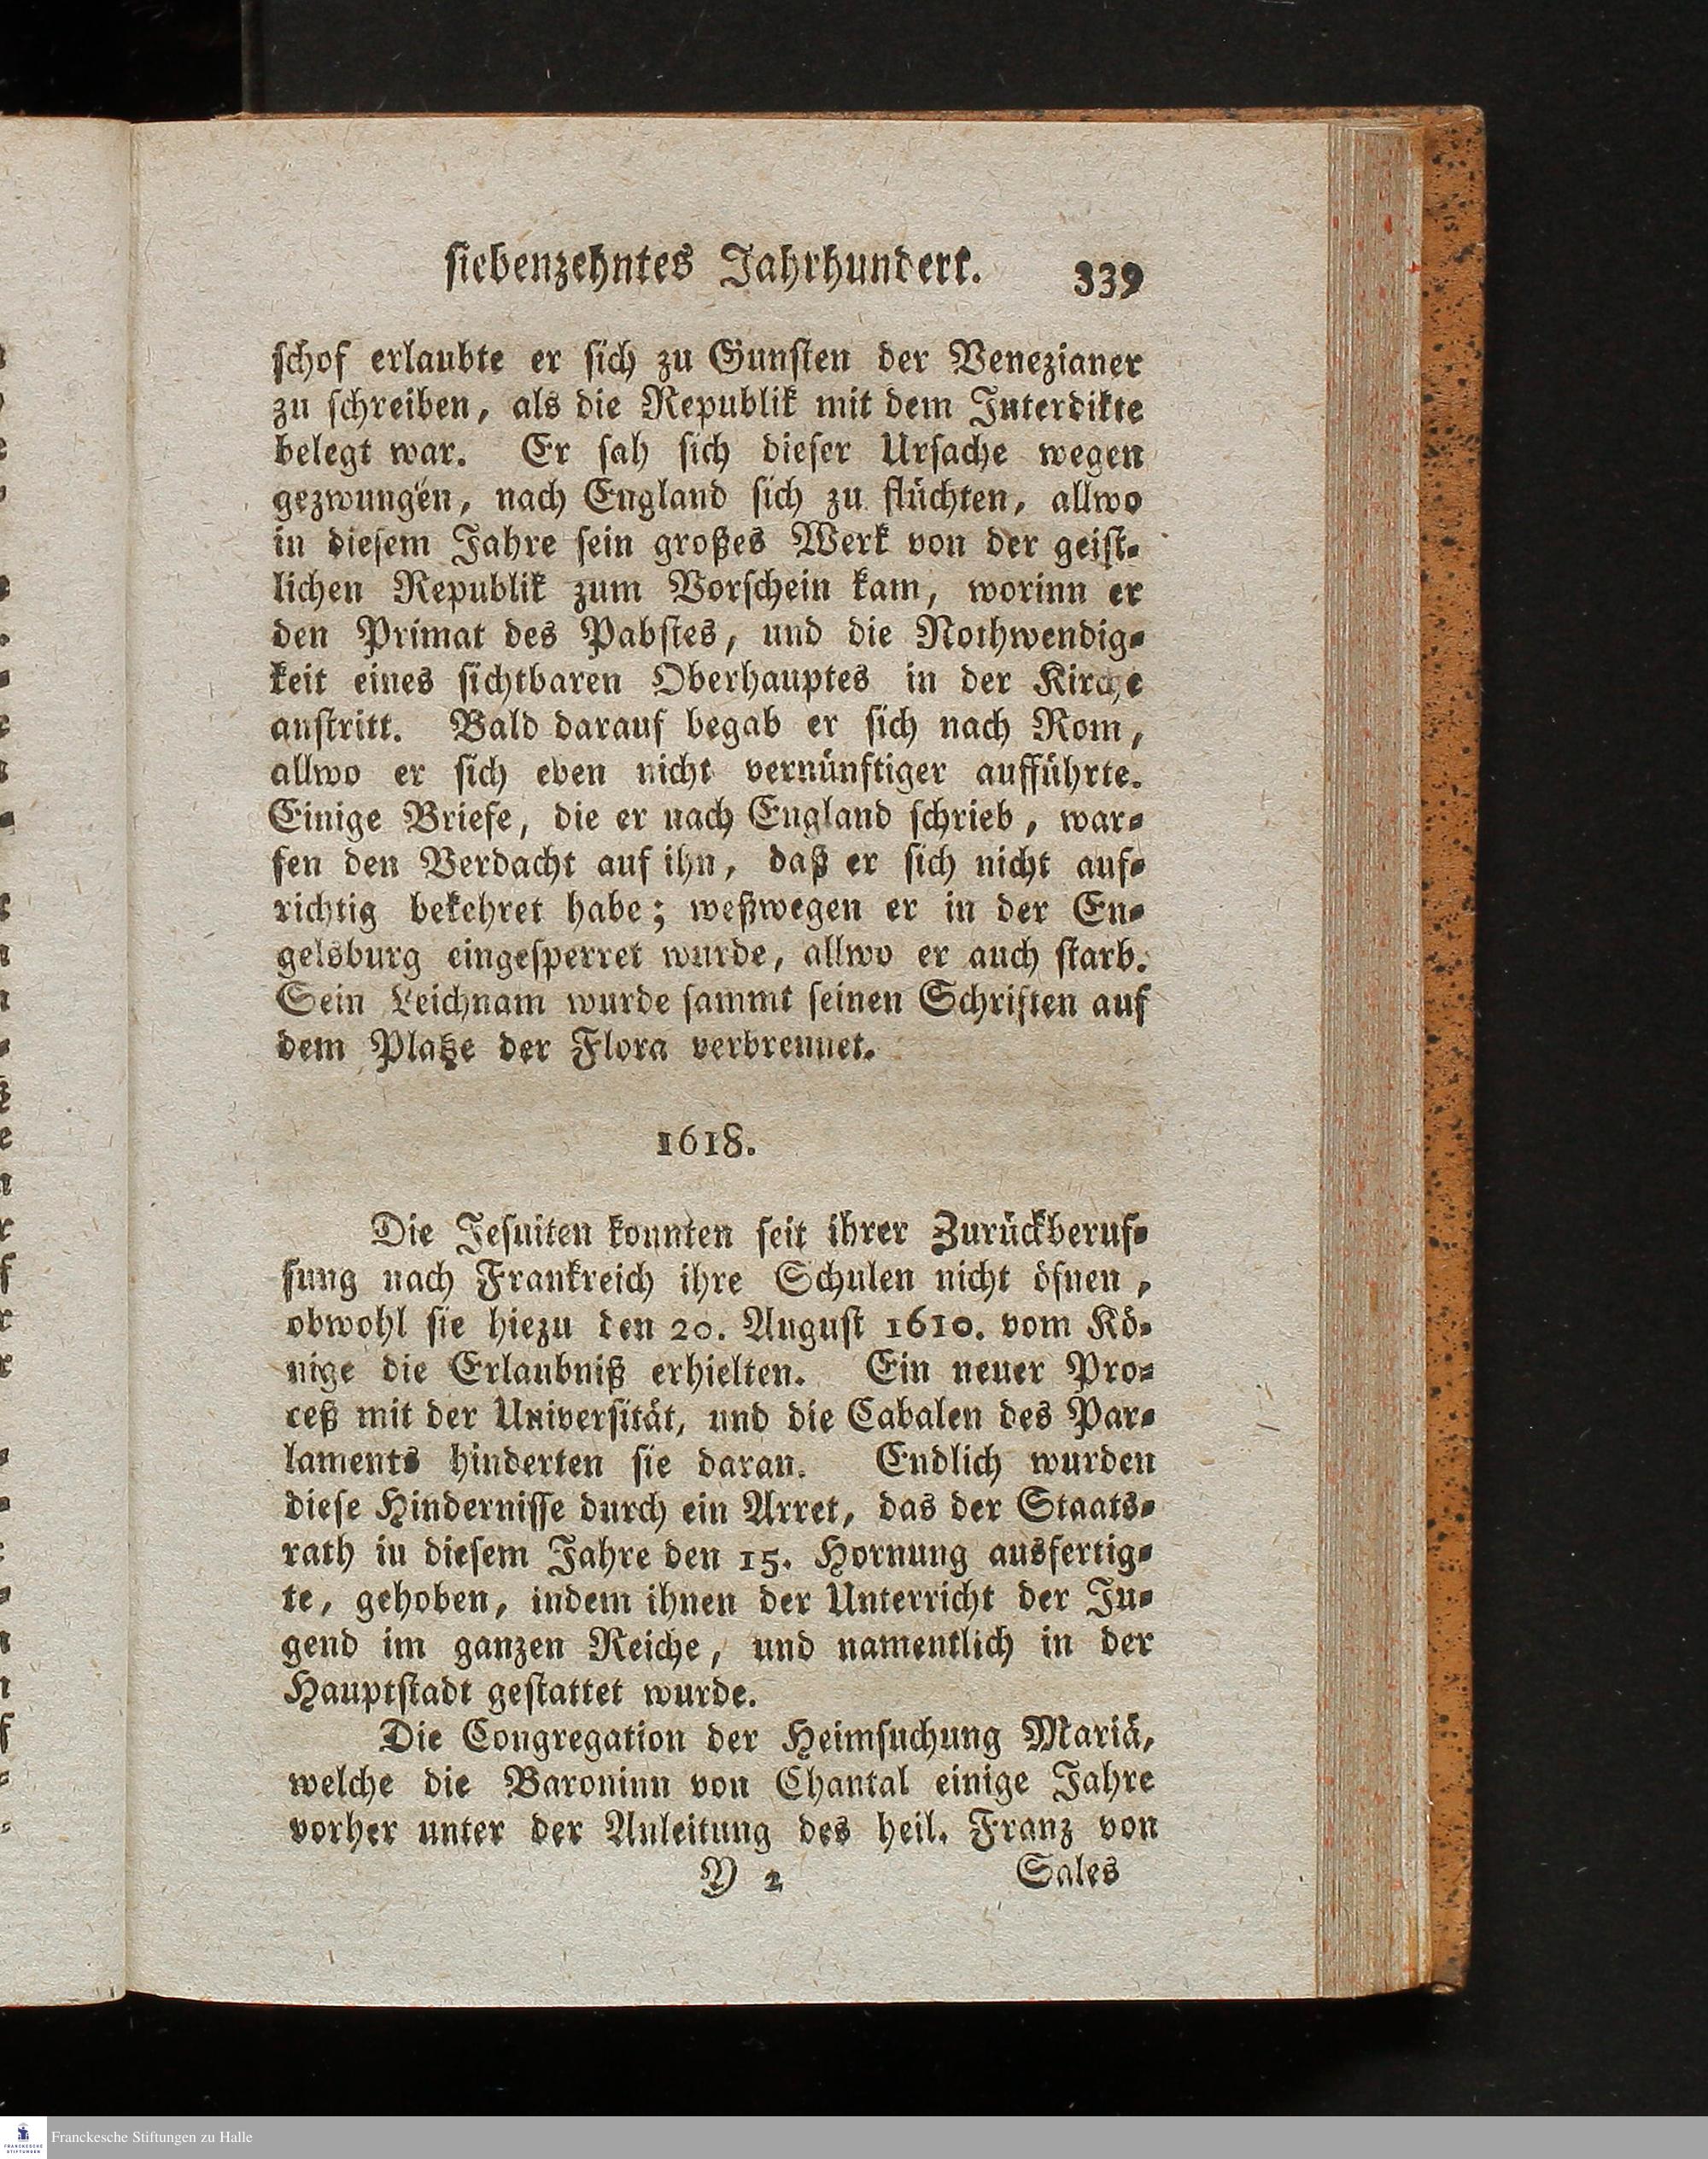 siebenzehntes Jahrhundert. 339
schof erlaubte er sich zu Gunsten der Venezianer
zu schreiben, als die Republik mit dem Interdikte
belegt war. Er sah sich dieser Ursache wegen
gezwungen, nach England sich zu flüchten, allwo
in diesem Jahre sein großes Werk von der geist-
lichen Republik zum Vorschein kam, worinn er
den Primat des Pabstes, und die Nothwendig-
keit eines sichtbaren Oberhauptes in der Kirche
anstritt. Bald darauf begab er sich nach Rom,
allwo er sich eben nicht vernünftiger aufführte.
Einige Briefe, die er nach England schrieb, war-
fen den Verdacht auf ihn, daß er sich nicht auf-
richtig bekehret habe; weßwegen er in der En-
gelsburg eingesperret wurde, allwo er auch starb.
Sein Leichnam wurde sammt seinen Schriften auf
dem Platze der Flora verbrennet.
1618.
Die Jesuiten konnten seit ihrer Zurückberuf-
fung nach Frankreich ihre Schulen nicht öfnen,
obwohl sie hiezu den 20. August 1610. vom Kö-
nige die Erlaubniß erhielten. Ein neuer Pro-
ceß mit der Universität, und die Cabalen des Par-
laments hinderten sie daran. Endlich wurden
diese Hindernisse durch ein Arret, das der Staats-
rath in diesem Jahre den 15. Hornung ausfertig-
te, gehoben, indem ihnen der Unterricht der Ju-
gend im ganzen Reiche, und namentlich in der
Hauptstadt gestattet wurde.
Die Congregation der Heimsuchung Mariä,
welche die Baroninn von Chantal einige Jahre
vorher unter der Anleitung des heil. Franz von
Y 2 Sales
Franckesche Stiftungen zu Halle